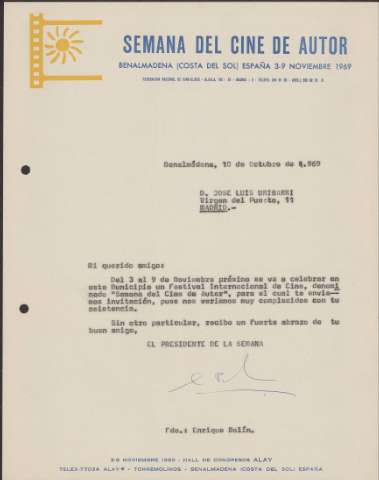 SEMANA DEL CINE DE AUTOR
BENALMADENA (COSTA DEL SOL) ESPAÑA 3-9 NOVIEMBRE 1969
Benalmádena, 10 de Octubre de 1.969
D. JOSE LUIS URIBARRI
Virgen del Puerto, 11
MADRID.-
Mi querido amigo:
Del 3 al 9 de Noviembre próximo se va a celebrar en
este Municipio un Festival Internacional de Cine, denomi
nado "Semana del Cine de Autor", para el cual te envia--
mos invitación, pues nos veríamos muy complacidos con tu
asistencia.
Sin otro particular, recibe un fuerte abrazo de tu
buen amigo,
EL PRESIDENTE DE LA SEMANA
Fdo.: Enrique Bolín.
NOVIEMBRE 1969 - HALL DE CONGRESOS ALAY
TELEX-77034 ALAY - TORREMOLINOS - BENALMADENA (COSTA DEL SOL) ESPAÑA